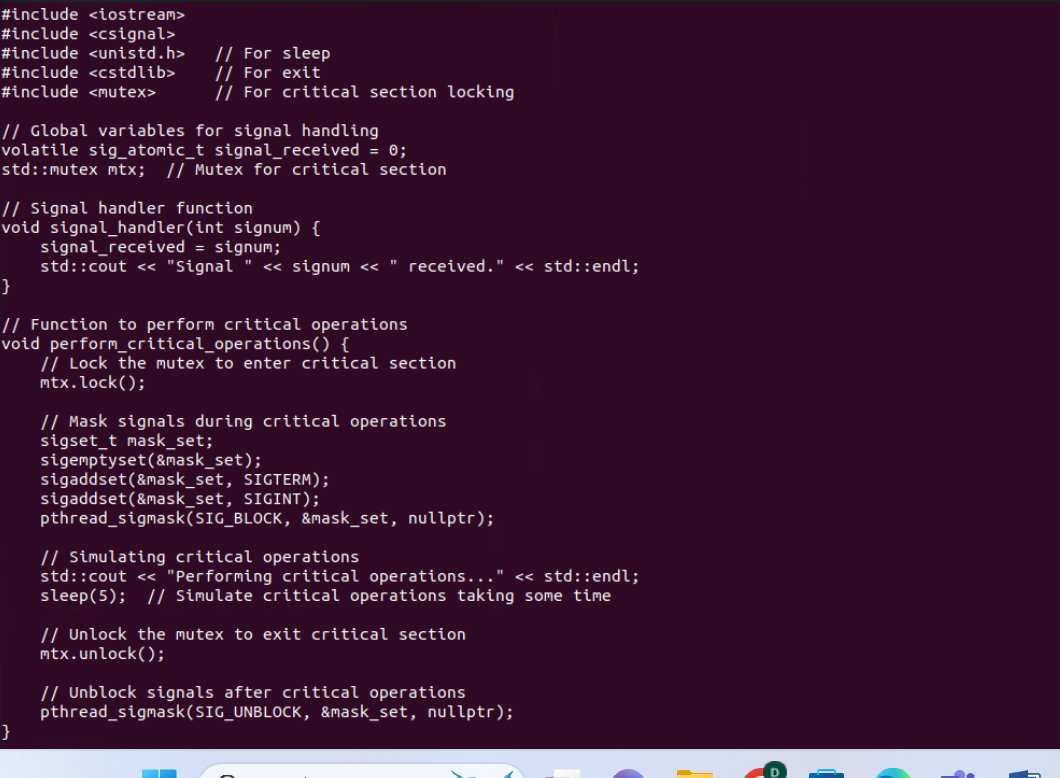 #include <iostream>
#include <csignal>
#include <unistd.h>   // For sleep
#include <cstdlib>    // For exit
#include <mutex>      // For critical section locking

// Global variables for signal handling
volatile sig_atomic_t signal_received = 0;
std::mutex mtx;  // Mutex for critical section

// Signal handler function
void signal_handler(int signum) {
    signal_received = signum;
    std::cout << "Signal " << signum << " received." << std::endl;
}

// Function to perform critical operations
void perform_critical_operations() {
    // Lock the mutex to enter critical section
    mtx.lock();

    // Mask signals during critical operations
    sigset_t mask_set;
    sigemptyset(&mask_set);
    sigaddset(&mask_set, SIGTERM);
    sigaddset(&mask_set, SIGINT);
    pthread_sigmask(SIG_BLOCK, &mask_set, nullptr);

    // Simulating critical operations
    std::cout << "Performing critical operations..." << std::endl;
    sleep(5);  // Simulate critical operations taking some time

    // Unlock the mutex to exit critical section
    mtx.unlock();

    // Unblock signals after critical operations
    pthread_sigmask(SIG_UNBLOCK, &mask_set, nullptr);
}
D